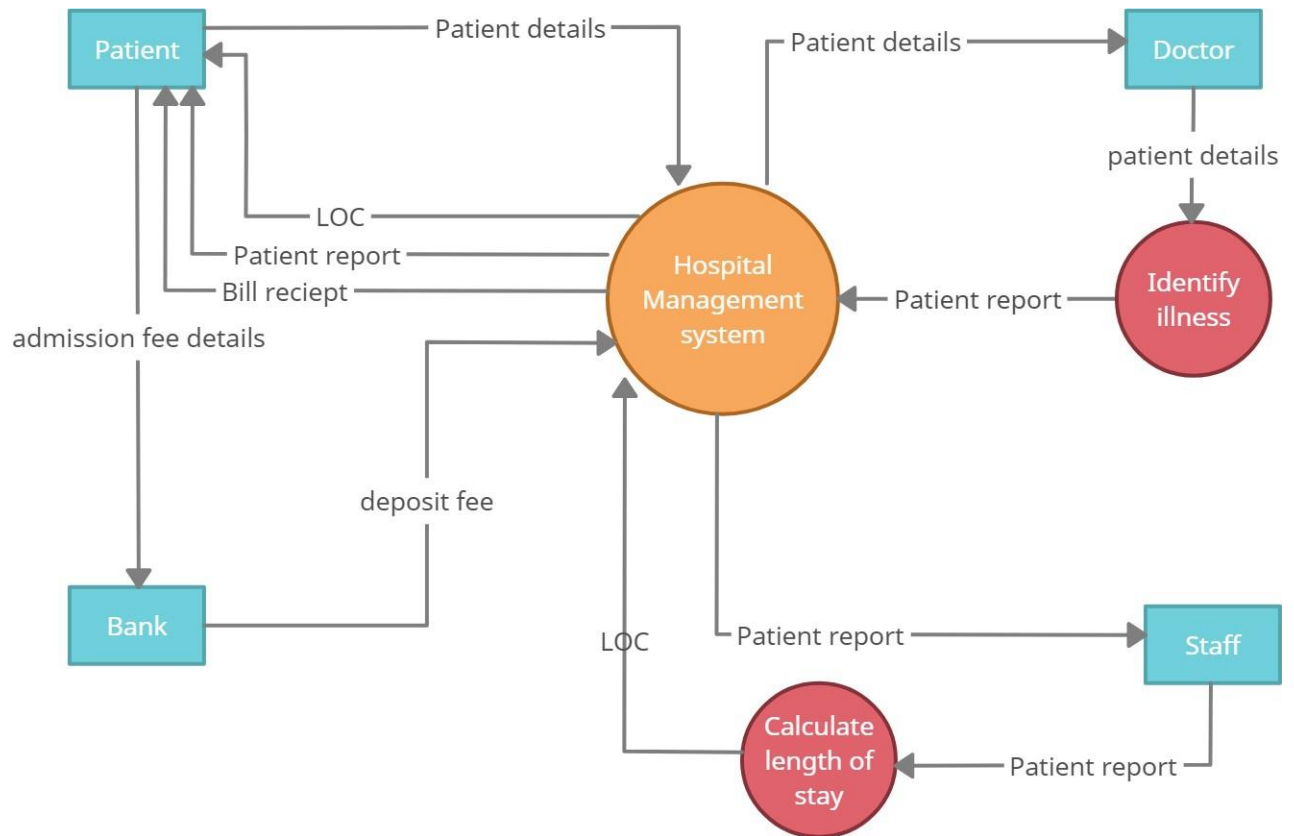 Patient
Patient details
Patient details
Doctor
patient details
LOC
Patient report
Bill reciept
Hospital
Management
system
Patient report
Identify
illness
admission fee details
deposit fee
Bank
LOC
Patient report
Staff
Calculate
length of
stay
Patient report